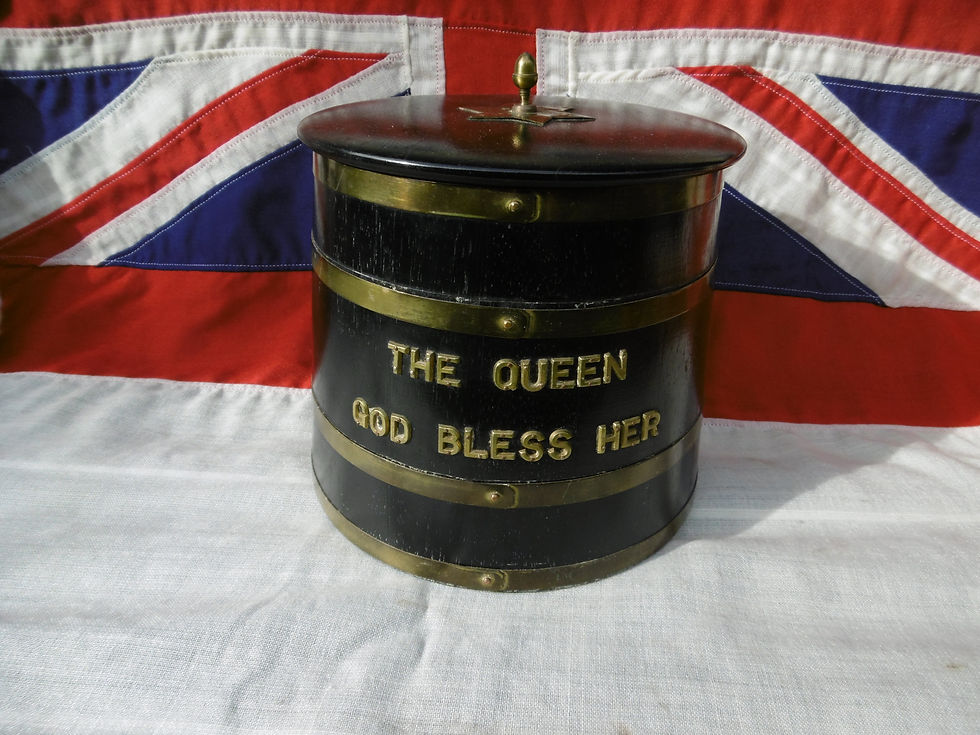 THE QUEEN
GOD BLESS HER